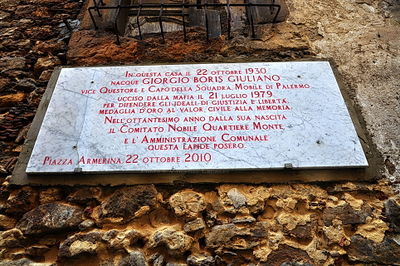 IN QUESTA CASA IL 22 OTTOBRE 1930
NACQUE GIORGIO BORIS GIULIANO
VICE QUESTORE E CAPO DELLA SQUADRA MOBILE DI PALERMO
UCCISO DALLA MAFIA IL 21 LUGLIO 1979
PER DIFENDERE GLI IDEALI DI GIUSTIZIA E LIBERTÀ.
MEDAGLIA D'ORO AL VALOR CIVILE ALLA MEMORIA.
NELL'OTTANTESIMO ANNO DALLA SUA NASCITA
IL COMITATO NOBILE QUARTIERE MONTE
E L'AMMINISTRAZIONE COMUNALE
QUESTA LAPIDE POSERO
PIAZZA ARMERINA, 22 OTTOBRE 2010